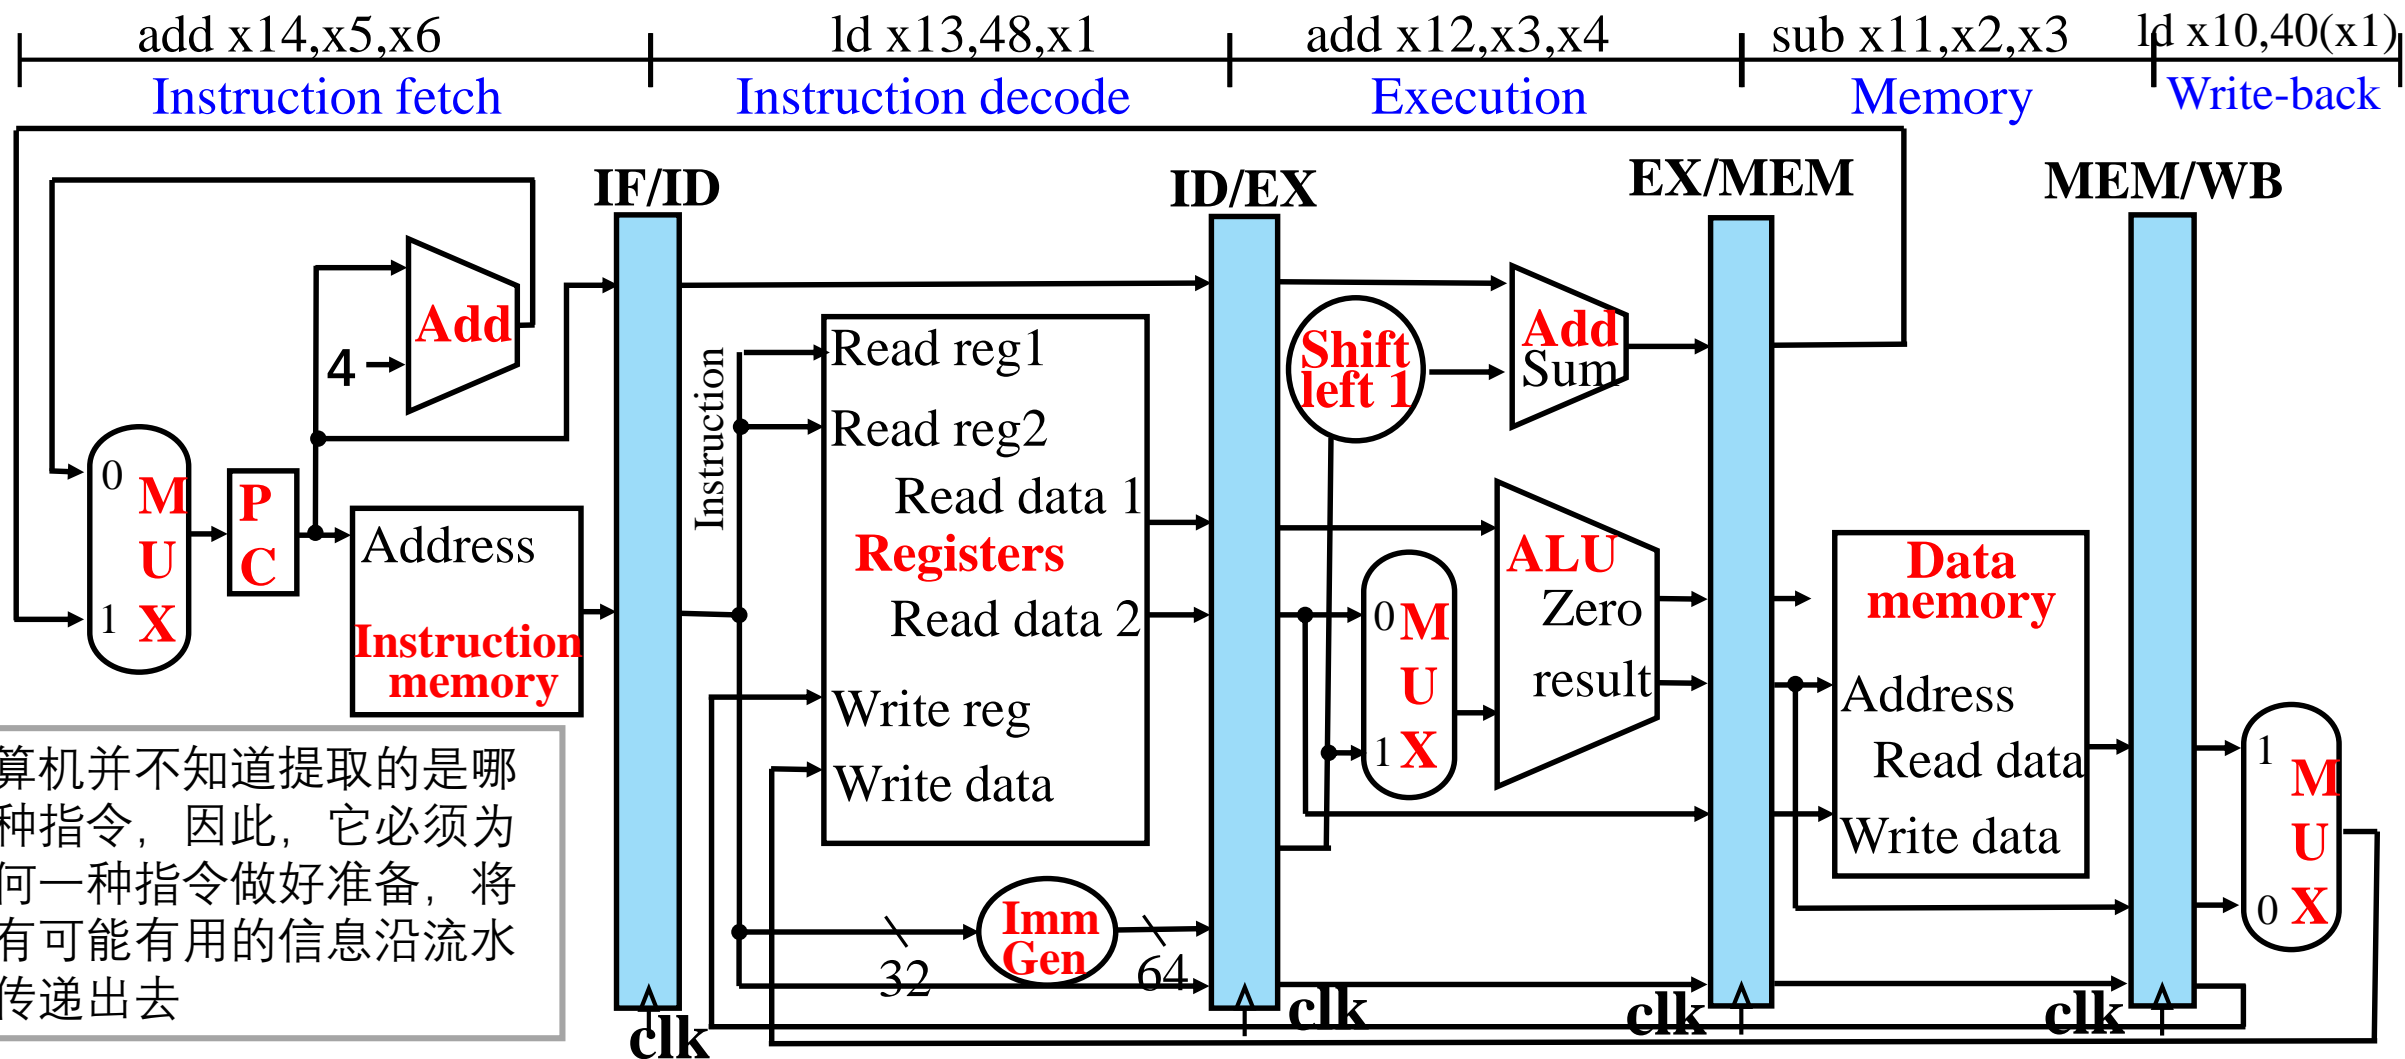 add x14,x5,x6
ld x13,48,x1
add x12,x3,x4
sub x11,x2,x3
ld x10,40(x1)
Instruction fetch
Instruction decode
Execution
Memory
Write-back
IF/ID
ID/EX
EX/MEM
MEM/WB
Add
4
0
M
U
X
1
P
C
Address
Instruction
memory
Instruction
Read reg1
Read reg2
Read data 1
Registers
Read data 2
Write reg
Write data
Imm
Gen
32
64
Shift
left 1
Add
Sum
0
M
U
X
1
ALU
Zero
result
Data
memory
Address
Read data
Write data
1
M
U
X
0
clk
clk
clk
clk
算机并不知道提取的是哪
种指令，因此，它必须为
何一种指令做好准备，将
有可能有用的信息沿流水
传递出去